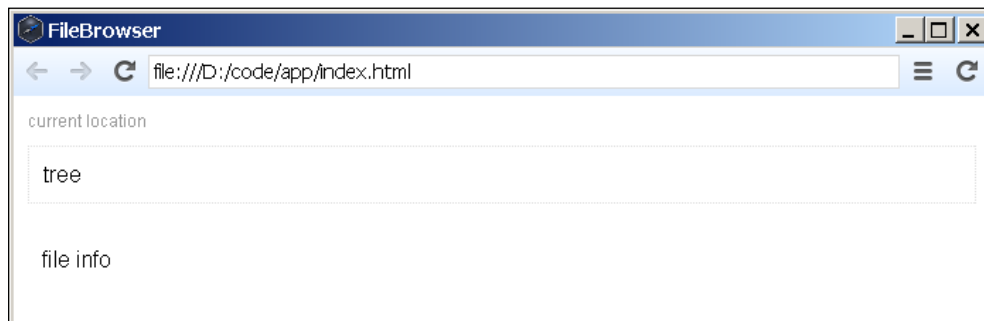 FileBrowser
file:///D:/code/app/index.html
current location
tree
file info